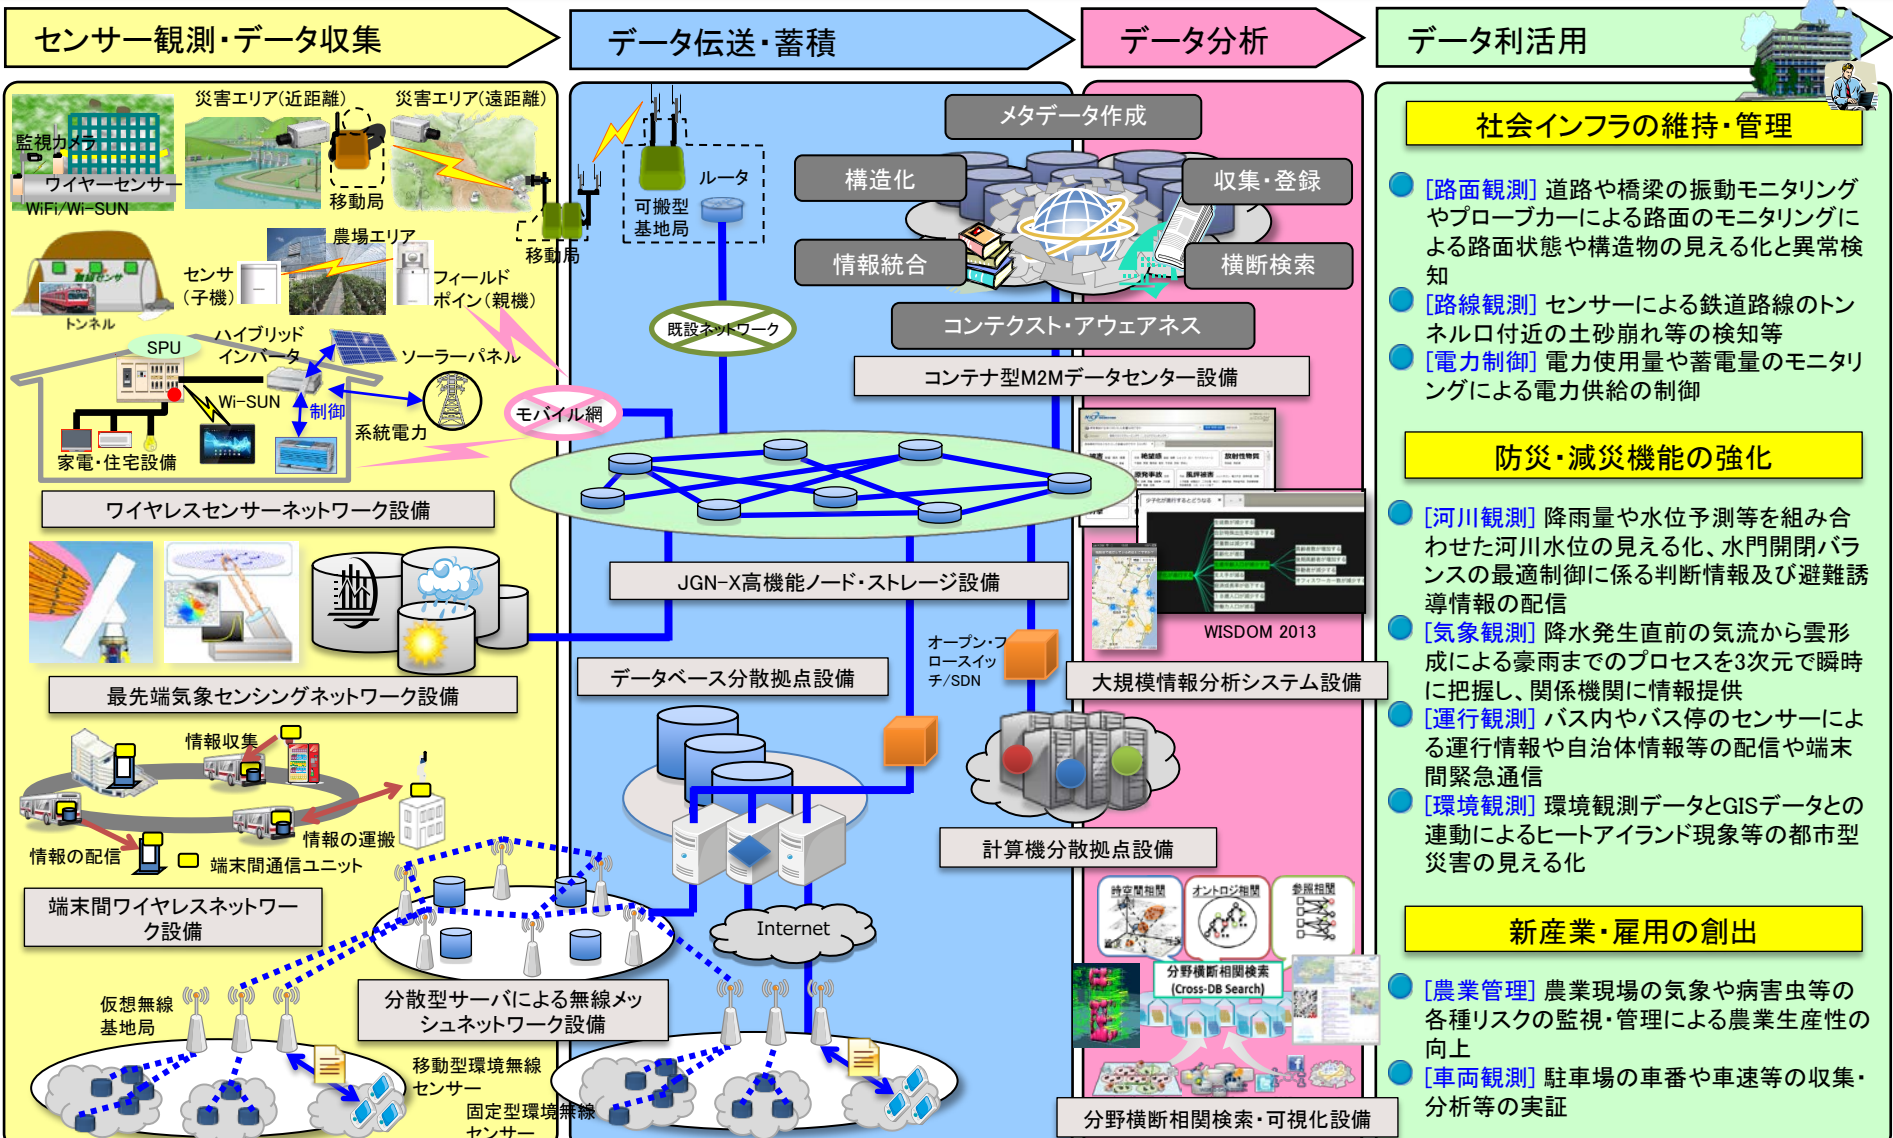 センサー観測・データ収集
データ伝送・蓄積
データ分析
データ利活用
災害エリア(近距離)
災害エリア(遠距離)
監視カメラ
ワイヤーセンサー
WiFi/Wi-SUN
移動局
移動局
農場エリア
センサ
(子機)
フィールド
ポイン(親機)
無線センサ
トンネル
SPU
ハイブリッド
インバータ
ソーラーパネル
Wi-SUN
制御
系統電力
家電・住宅設備
ワイヤレスセンサーネットワーク設備
最先端気象センシングネットワーク設備
情報収集
情報の配信
情報の運搬
端末間通信ユニット
端末間ワイヤレスネットワー
ク設備
仮想無線
基地局
分散型サーバによる無線メッ
シュネットワーク設備
移動型環境無線
センサー
固定型環境無線
センサー
ルータ
可搬型
基地局
既設ネットワーク
モバイル網
メタデータ作成
構造化
収集・登録
情報統合
横断検索
コンテクスト・アウェアネス
コンテナ型M2Mデータセンター設備
JGN-X高機能ノード・ストレージ設備
データベース分散拠点設備
オープン・フ
ロースイッ
チ/SDN
Internet
計算機分散拠点設備
絶望感
放射性物質
原発事故
風評被害
少子化が進行するとどうなる
WISDOM 2013
大規模情報分析システム設備
時空間相関
オントロジ相関
参照相関
分野横断相関検索
(Cross-DB Search)
分野横断相関検索・可視化設備
社会インフラの維持・管理
[路面観測] 道路や橋梁の振動モニタリング
やプローブカーによる路面のモニタリングに
よる路面状態や構造物の見える化と異常検
知
[路線観測] センサーによる鉄道路線のトン
ネル口付近の土砂崩れ等の検知等
[電力制御] 電力使用量や蓄電量のモニタリ
ングによる電力供給の制御
防災・減災機能の強化
[河川観測] 降雨量や水位予測等を組み合
わせた河川水位の見える化、水門開閉バラ
ンスの最適制御に係る判断情報及び避難誘
導情報の配信
[気象観測] 降水発生直前の気流から雲形
成による豪雨までのプロセスを3次元で瞬時
に把握し、関係機関に情報提供
[運行観測] バス内やバス停のセンサーによ
る運行情報や自治体情報等の配信や端末
間緊急通信
[環境観測] 環境観測データとGISデータとの
連動によるヒートアイランド現象等の都市型
災害の見える化
新産業・雇用の創出
[農業管理] 農業現場の気象や病害虫等の
各種リスクの監視・管理による農業生産性の
向上
[車両観測] 駐車場の車番や車速等の収集・
分析等の実証